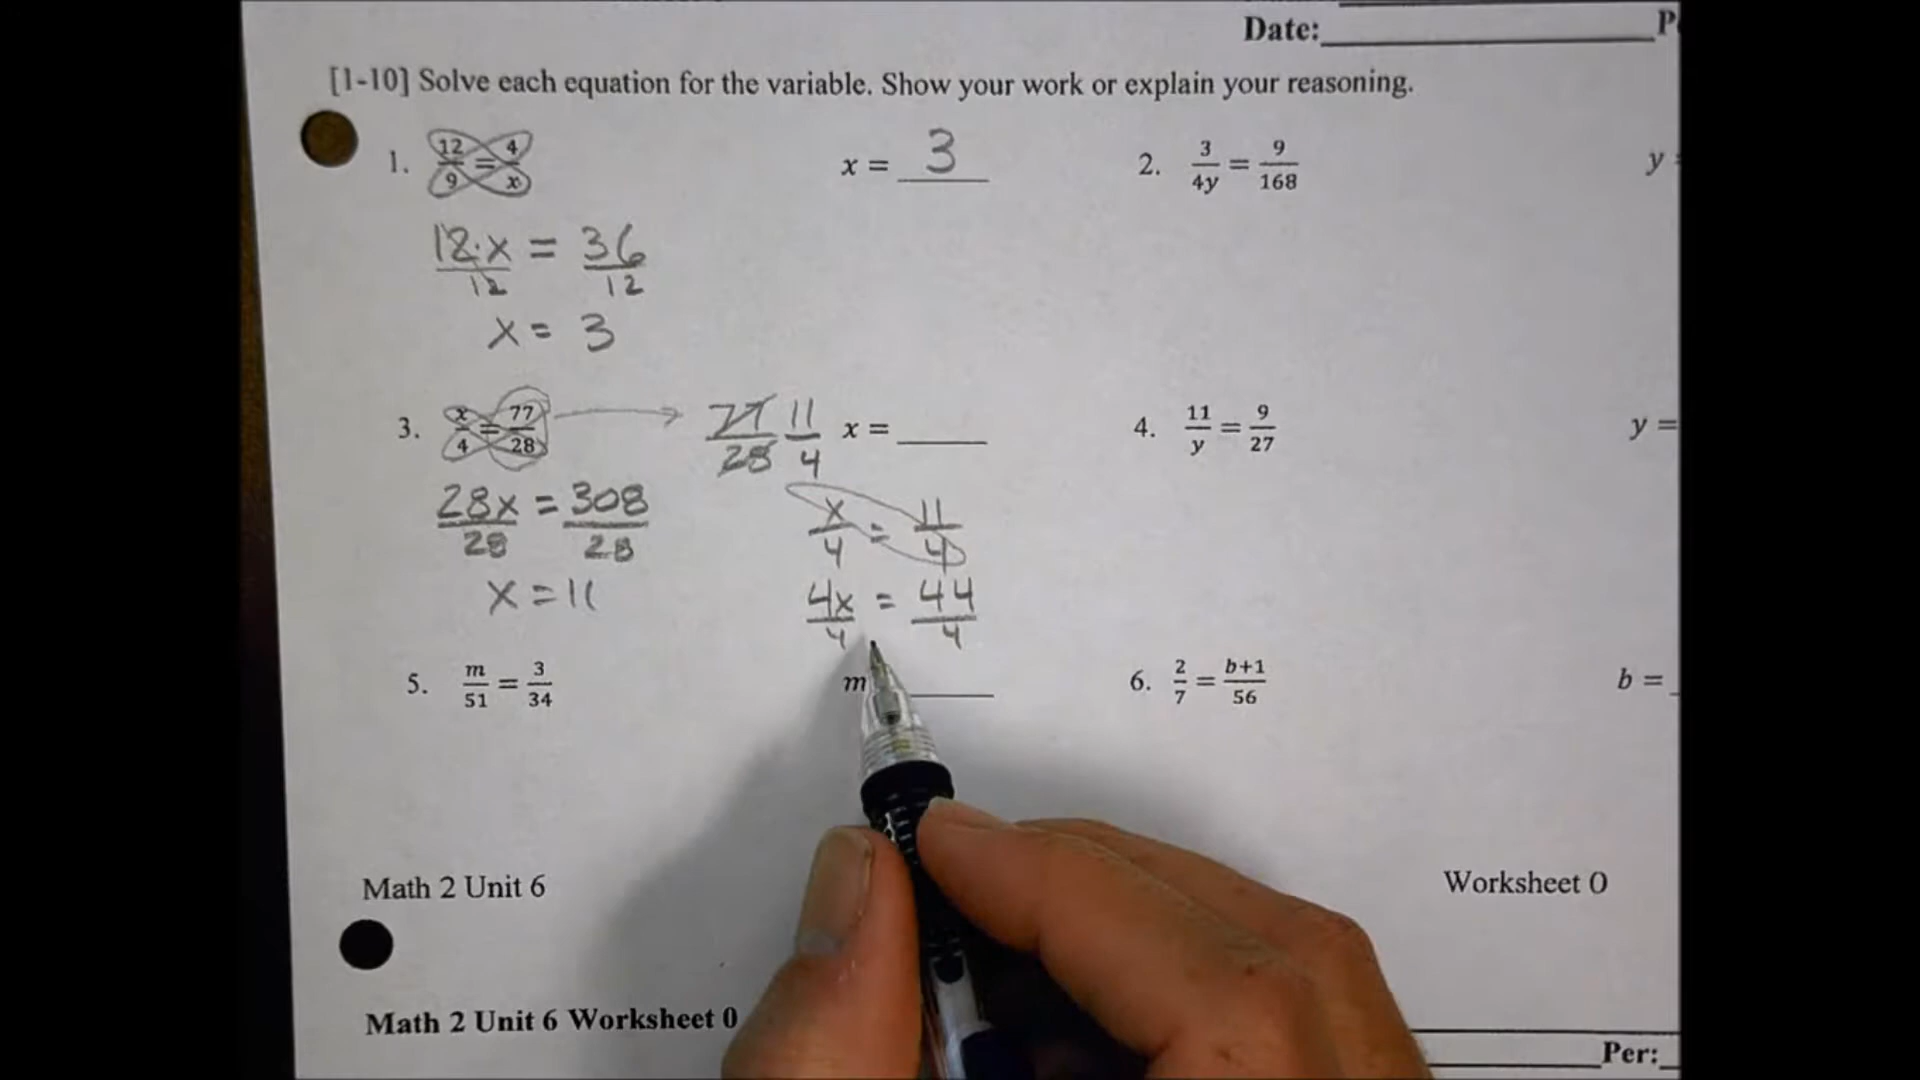 Date: P
[1-10] Solve each equation for the variable. Show your work or explain your reasoning.
1. 12/9 = 4/x
x = 3
12·x = 36
12 12
x = 3
2. 3/4y = 9/168
y
3. x/4 = 77/28
77/28 11/4
x =
28x = 308
28 28
x = 11
x/4 = 11/4
4x = 44
4 4
4. 11/y = 9/27
y =
5. m/51 = 3/34
m
6. 2/7 = b+1/56
b =
Math 2 Unit 6
Worksheet 0
Math 2 Unit 6 Worksheet 0
Per: